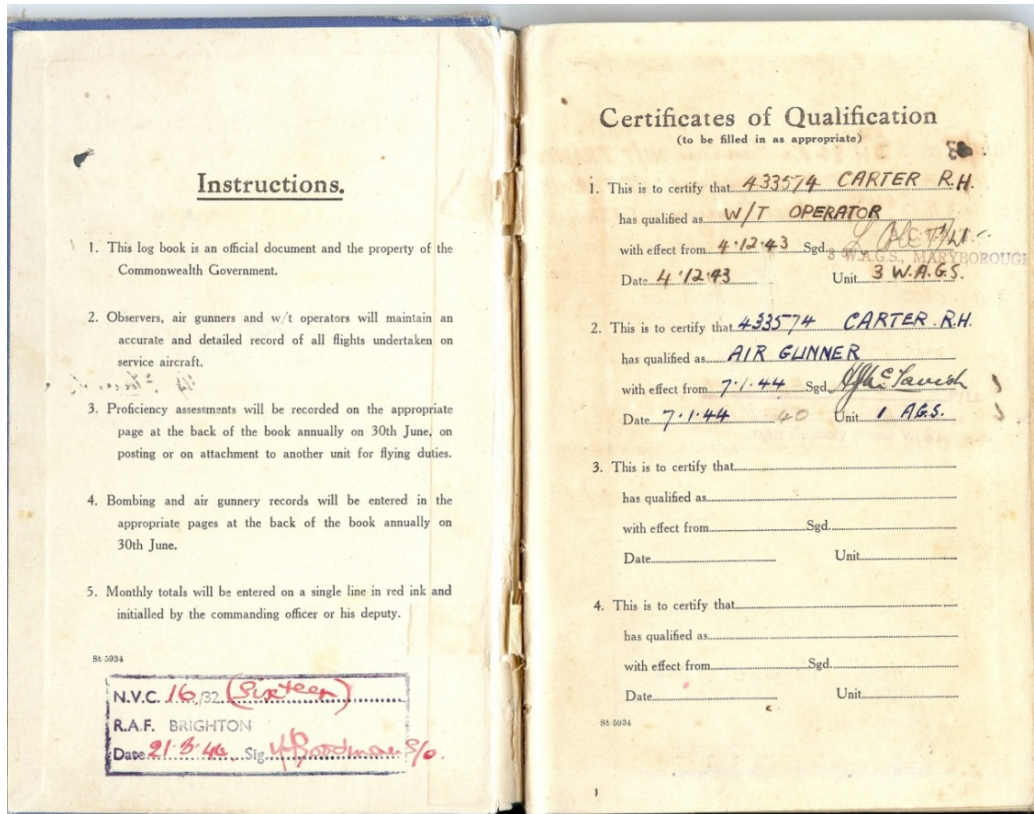 Instructions.
1. This log book is an official document and the property of the
Commonwealth Government.
2. Observers, air gunners and w/t operators will maintain an
accurate and detailed record of all flights undertaken on
service aircraft.
3. Proficiency assessments will be recorded on the appropriate
page at the back of the book annually on 30th June, on
posting or on attachment to another unit for flying duties.
4. Bombing and air gunnery records will be entered in the
appropriate pages at the back of the book annually on
30th June.
5. Monthly totals will be entered on a single line in red ink and
initialled by the commanding officer or his deputy.
St 5034
N.V.C. 16/32 (Sixteen)
R.A.F. BRIGHTON
Date 21·3·44 Sig. Goodman S/O.
Certificates of Qualification
(to be filled in as appropriate)
1. This is to certify that 433574 CARTER R.H.
has qualified as W/T OPERATOR
with effect from 4·12·43 Sgd.
3 W.A.G.S., MARYBOROUGH
Date 4·12·43 Unit 3 W.A.G.S.
2. This is to certify that 433574 CARTER R.H.
has qualified as AIR GUNNER
with effect from 7·1·44 Sgd. McTavish
Date 7·1·44 Unit 1 AGS.
3. This is to certify that
has qualified as
with effect from Sgd.
Date Unit
4. This is to certify that
has qualified as
with effect from Sgd.
Date Unit
St 5034